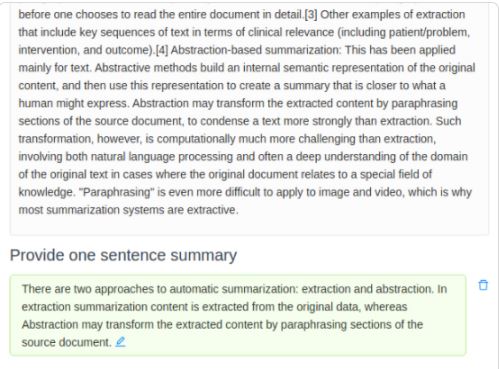 before one chooses to read the entire document in detail.[3] Other examples of extraction
that include key sequences of text in terms of clinical relevance (including patient/problem,
intervention, and outcome).[4] Abstraction-based summarization: This has been applied
mainly for text. Abstractive methods build an internal semantic representation of the original
content, and then use this representation to create a summary that is closer to what a
human might express. Abstraction may transform the extracted content by paraphrasing
sections of the source document, to condense a text more strongly than extraction. Such
transformation, however, is computationally much more challenging than extraction,
involving both natural language processing and often a deep understanding of the domain
of the original text in cases where the original document relates to a special field of
knowledge. "Paraphrasing" is even more difficult to apply to image and video, which is why
most summarization systems are extractive.
Provide one sentence summary
There are two approaches to automatic summarization: extraction and abstraction. In
extraction summarization content is extracted from the original data, whereas
Abstraction may transform the extracted content by paraphrasing sections of the
source document.